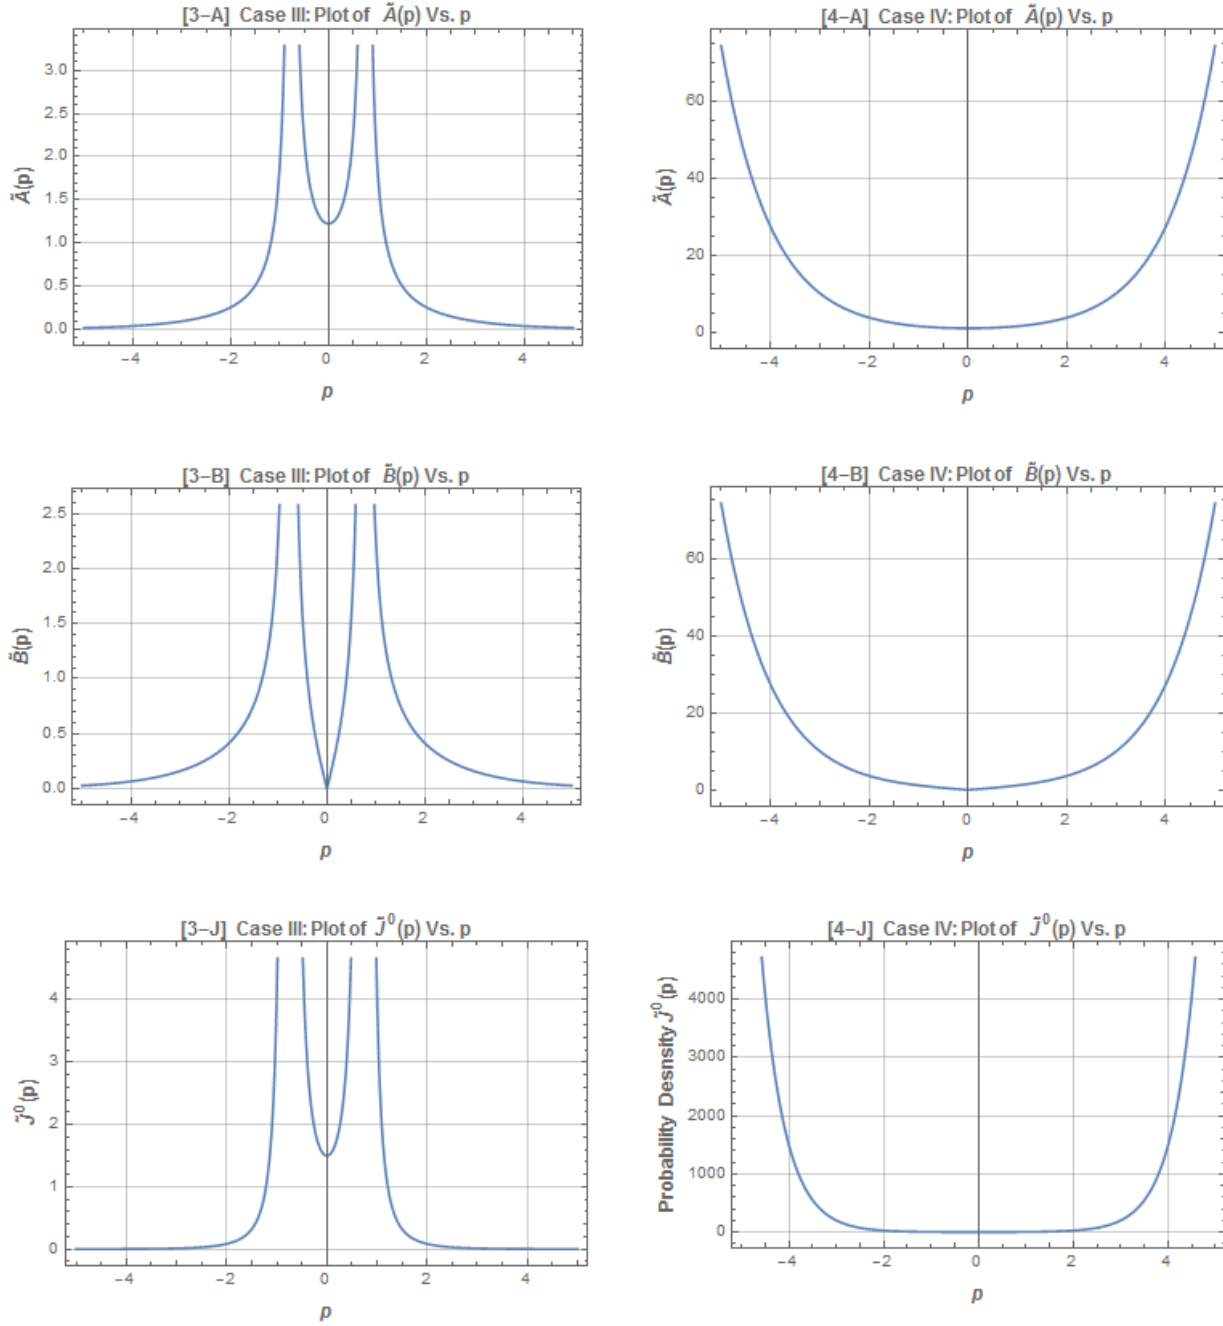 [3−A] Case III: Plot of Ã(p) Vs. p
3.0
2.5
2.0
1.5
1.0
0.5
0.0
Ã(p)
−4 −2 0 2 4
p
[4−A] Case IV: Plot of Ã(p) Vs. p
60
40
20
0
Ã(p)
−4 −2 0 2 4
p
[3−B] Case III: Plot of B̃(p) Vs. p
2.5
2.0
1.5
1.0
0.5
0.0
B̃(p)
−4 −2 0 2 4
p
[4−B] Case IV: Plot of B̃(p) Vs. p
60
40
20
0
B̃(p)
−4 −2 0 2 4
p
[3−J] Case III: Plot of J̃⁰(p) Vs. p
4
3
2
1
0
J̃⁰(p)
−4 −2 0 2 4
p
[4−J] Case IV: Plot of J̃⁰(p) Vs. p
4000
3000
2000
1000
0
Probability Desnsity J̃⁰(p)
−4 −2 0 2 4
p